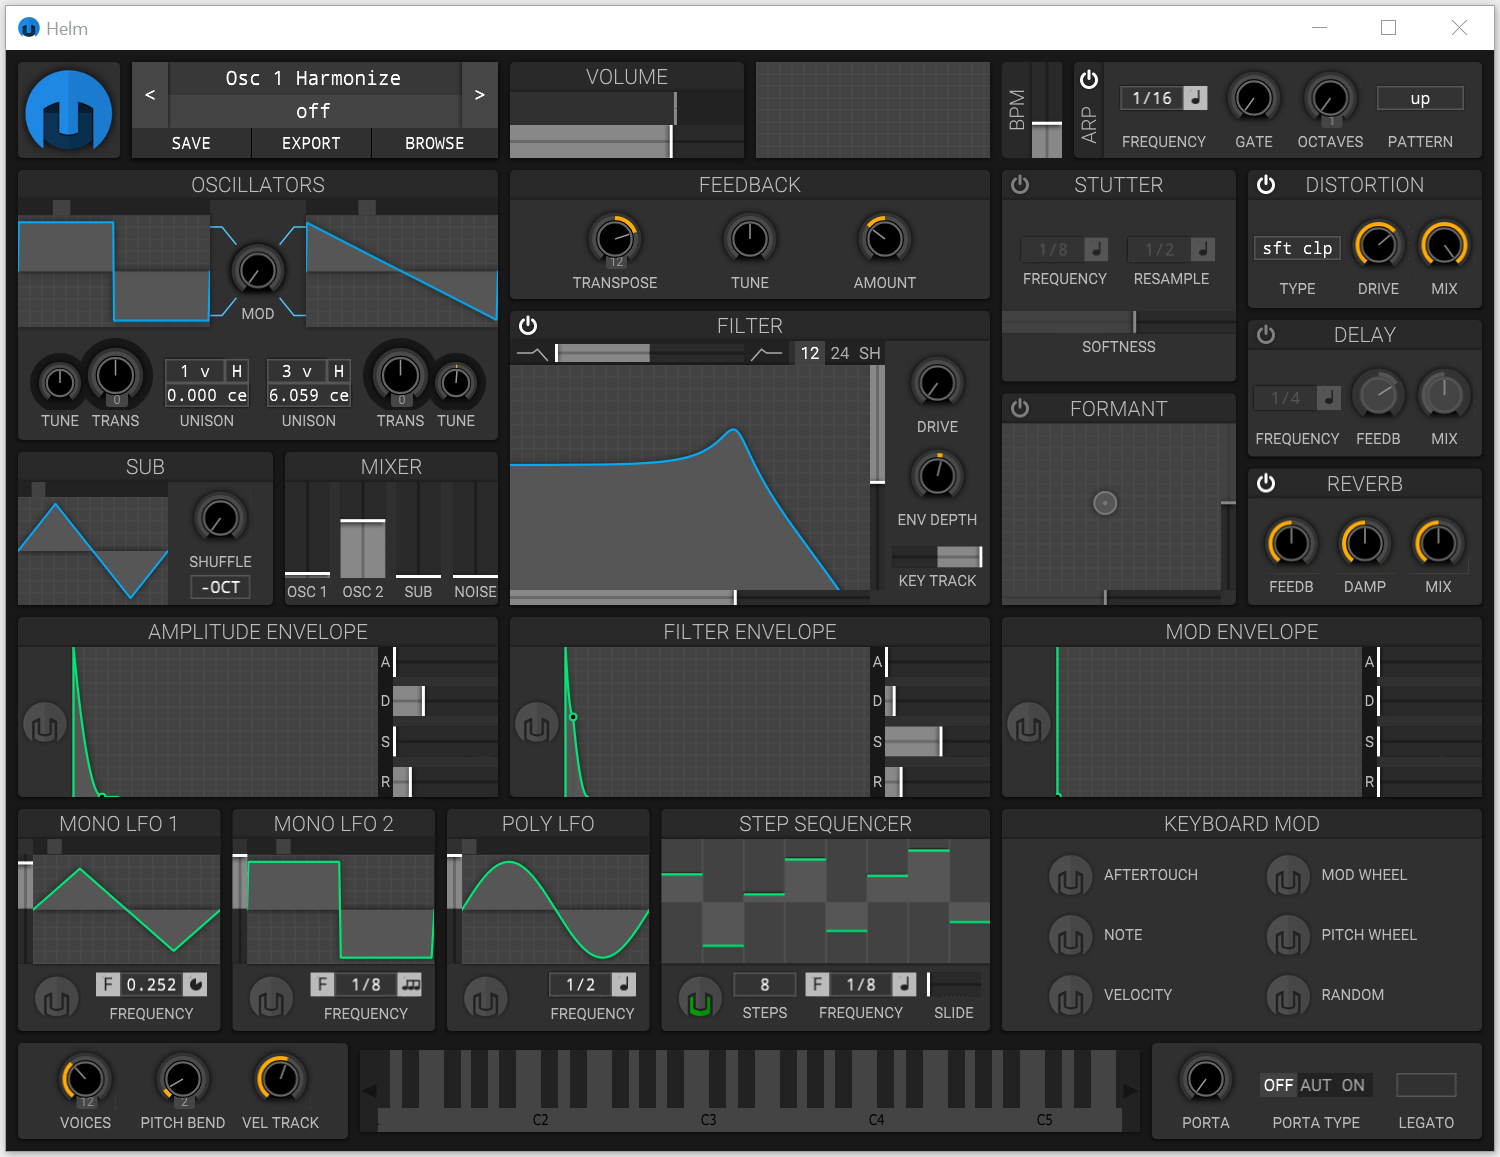 Helm
<
Osc 1 Harmonize
off
>
SAVE
EXPORT
BROWSE
VOLUME
BPM
ARP
1/16
FREQUENCY
GATE
1
OCTAVES
up
PATTERN
OSCILLATORS
MOD
TUNE
0
TRANS
1 v H
0.000 ce
UNISON
3 v H
6.059 ce
UNISON
0
TRANS
TUNE
FEEDBACK
12
TRANSPOSE
TUNE
AMOUNT
STUTTER
1/8
FREQUENCY
1/2
RESAMPLE
SOFTNESS
DISTORTION
sft clp
TYPE
DRIVE
MIX
FILTER
12 24 SH
DRIVE
ENV DEPTH
KEY TRACK
DELAY
1/4
FREQUENCY
FEEDB
MIX
FORMANT
REVERB
FEEDB
DAMP
MIX
SUB
SHUFFLE
-OCT
MIXER
OSC 1
OSC 2
SUB
NOISE
AMPLITUDE ENVELOPE
A
D
S
R
FILTER ENVELOPE
A
D
S
R
MOD ENVELOPE
A
D
S
R
MONO LFO 1
F 0.252
FREQUENCY
MONO LFO 2
F 1/8
FREQUENCY
POLY LFO
1/2
FREQUENCY
STEP SEQUENCER
8
STEPS
F 1/8
FREQUENCY
SLIDE
KEYBOARD MOD
AFTERTOUCH
MOD WHEEL
NOTE
PITCH WHEEL
VELOCITY
RANDOM
12
VOICES
2
PITCH BEND
VEL TRACK
C2
C3
C4
C5
PORTA
OFF AUT ON
PORTA TYPE
LEGATO